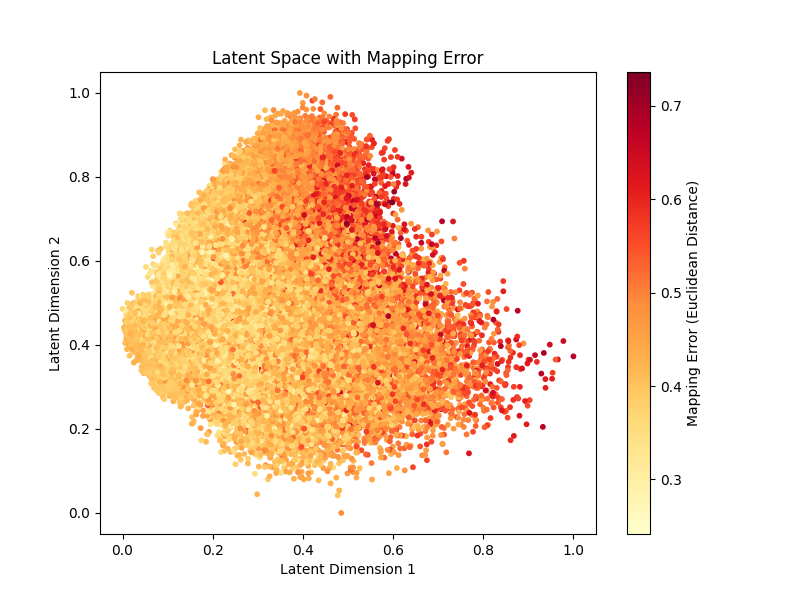 Latent Space with Mapping Error
1.0
0.8
0.6
0.4
0.2
0.0
Latent Dimension 2
0.0 0.2 0.4 0.6 0.8 1.0
Latent Dimension 1
0.7
0.6
0.5
0.4
0.3
Mapping Error (Euclidean Distance)